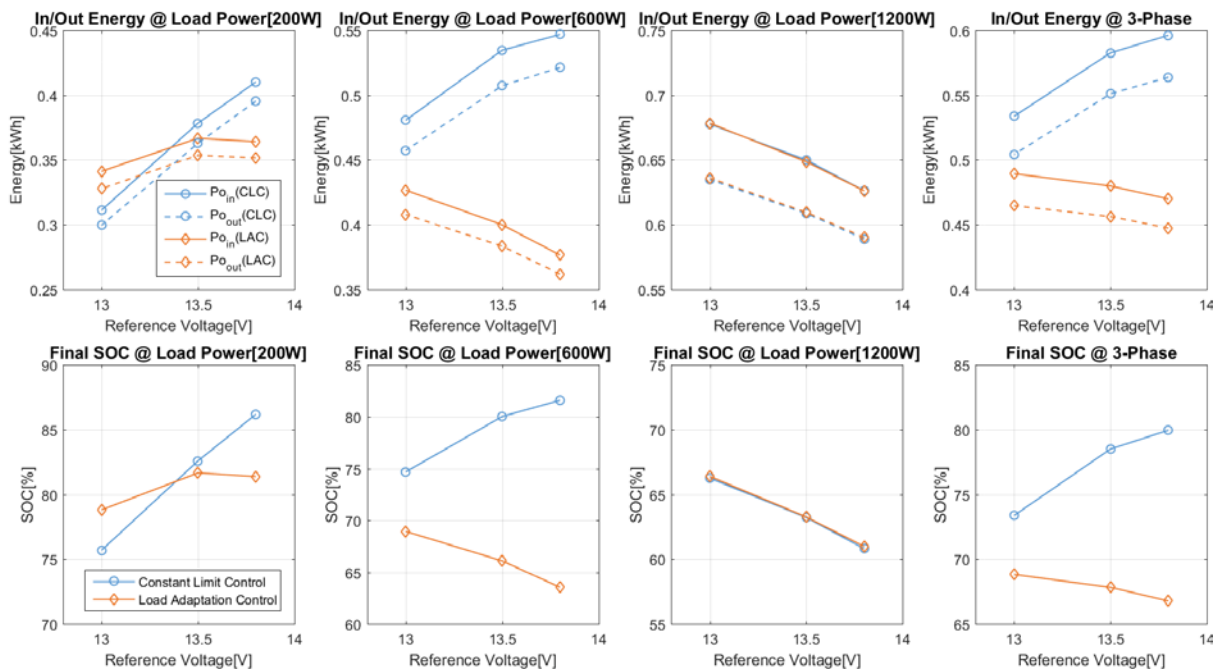 In/Out Energy @ Load Power[200W]
0.45
0.4
0.35
0.3
0.25
Energy[kWh]
Po_in(CLC)
Po_out(CLC)
Po_in(LAC)
Po_out(LAC)
13
13.5
14
Reference Voltage[V]
In/Out Energy @ Load Power[600W]
0.55
0.5
0.45
0.4
0.35
Energy[kWh]
13
13.5
14
Reference Voltage[V]
In/Out Energy @ Load Power[1200W]
0.75
0.7
0.65
0.6
0.55
Energy[kWh]
13
13.5
14
Reference Voltage[V]
In/Out Energy @ 3-Phase
0.6
0.55
0.5
0.45
0.4
Energy[kWh]
13
13.5
14
Reference Voltage[V]
Final SOC @ Load Power[200W]
90
85
80
75
70
SOC[%]
Constant Limit Control
Load Adaptation Control
13
13.5
14
Reference Voltage[V]
Final SOC @ Load Power[600W]
85
80
75
70
65
60
SOC[%]
13
13.5
14
Reference Voltage[V]
Final SOC @ Load Power[1200W]
75
70
65
60
55
SOC[%]
13
13.5
14
Reference Voltage[V]
Final SOC @ 3-Phase
85
80
75
70
65
SOC[%]
13
13.5
14
Reference Voltage[V]